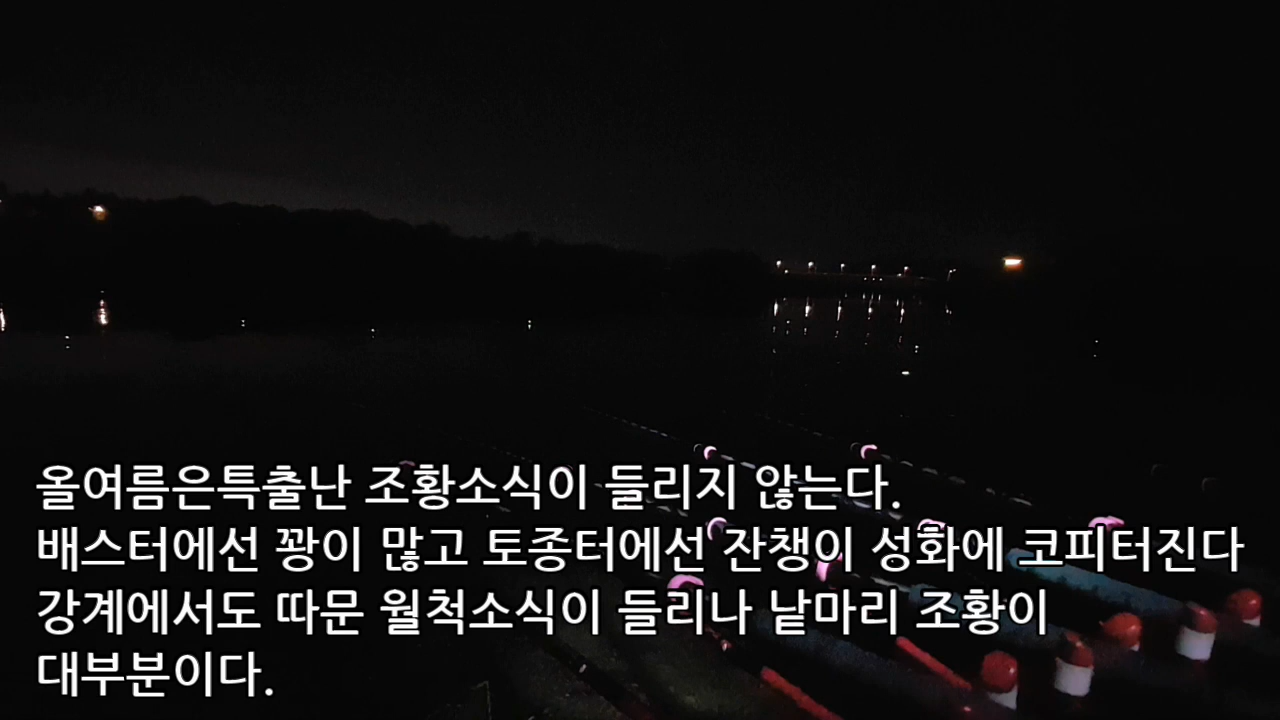 올여름은특출난 조황소식이 들리지 않는다.
배스터에선 꽝이 많고 토종터에선 잔챙이 성화에 코피터진다
강계에서도 따문 월척소식이 들리나 낱마리 조황이
대부분이다.